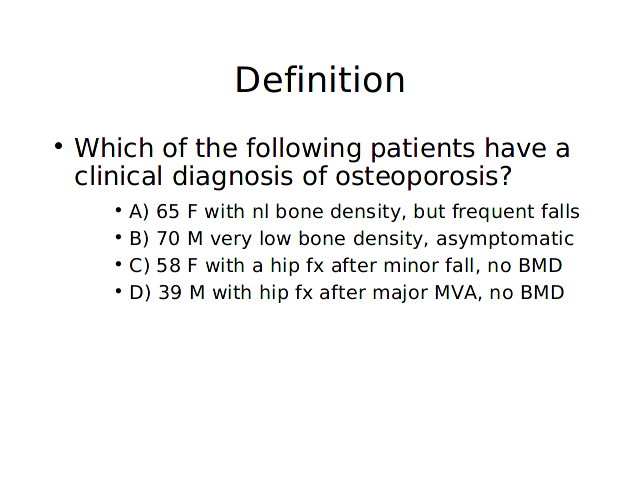 Definition
• Which of the following patients have a
clinical diagnosis of osteoporosis?
• A) 65 F with nl bone density, but frequent falls
• B) 70 M very low bone density, asymptomatic
• C) 58 F with a hip fx after minor fall, no BMD
• D) 39 M with hip fx after major MVA, no BMD